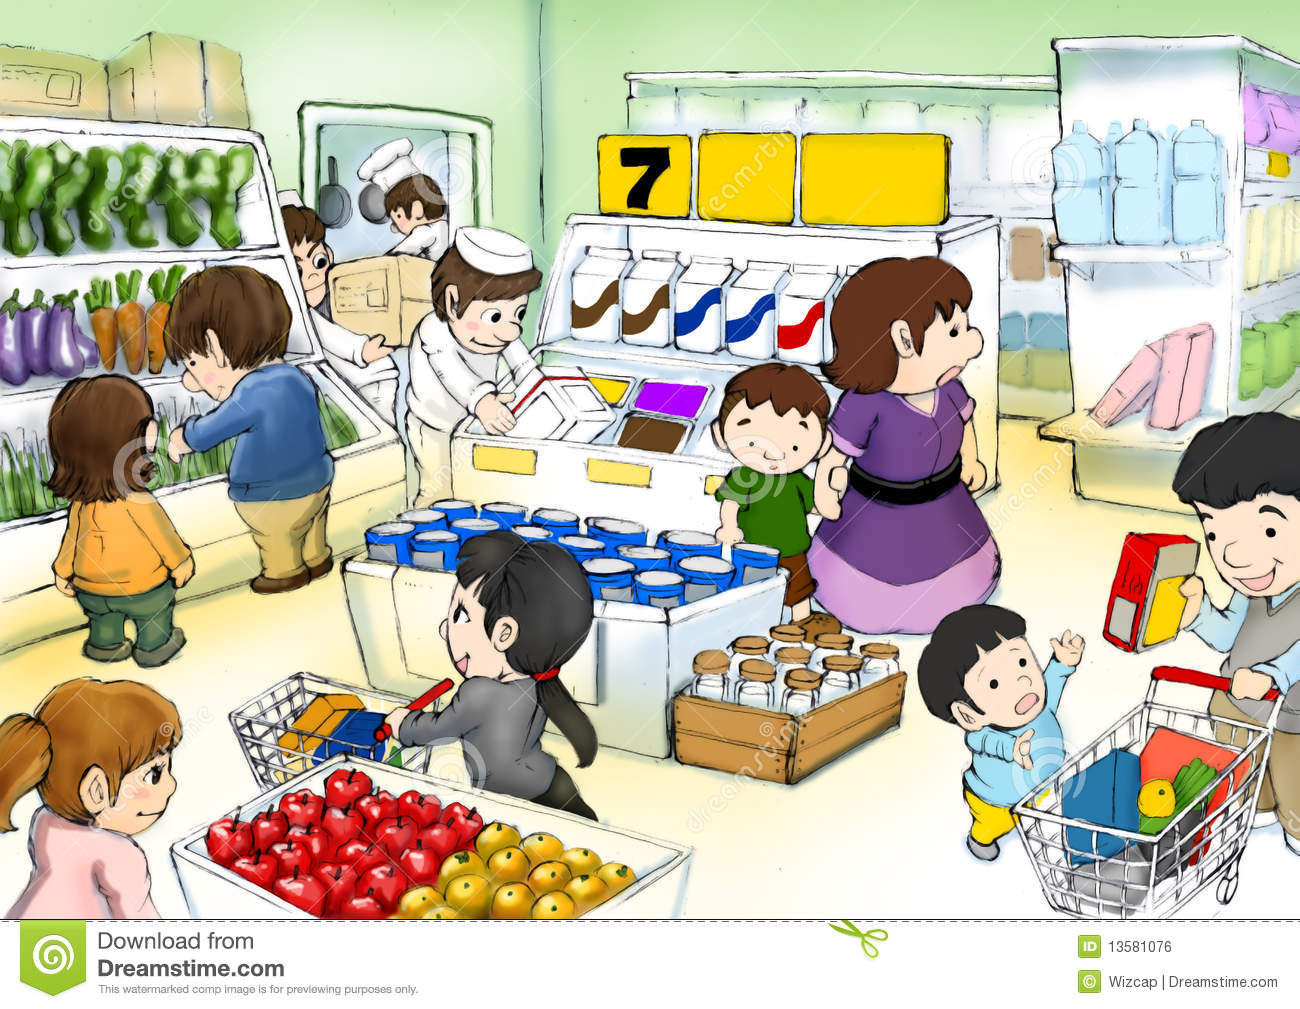 7
Download from
Dreamstime.com
This watermarked comp image is for previewing purposes only.
ID 13581076
© Wizcap | Dreamstime.com